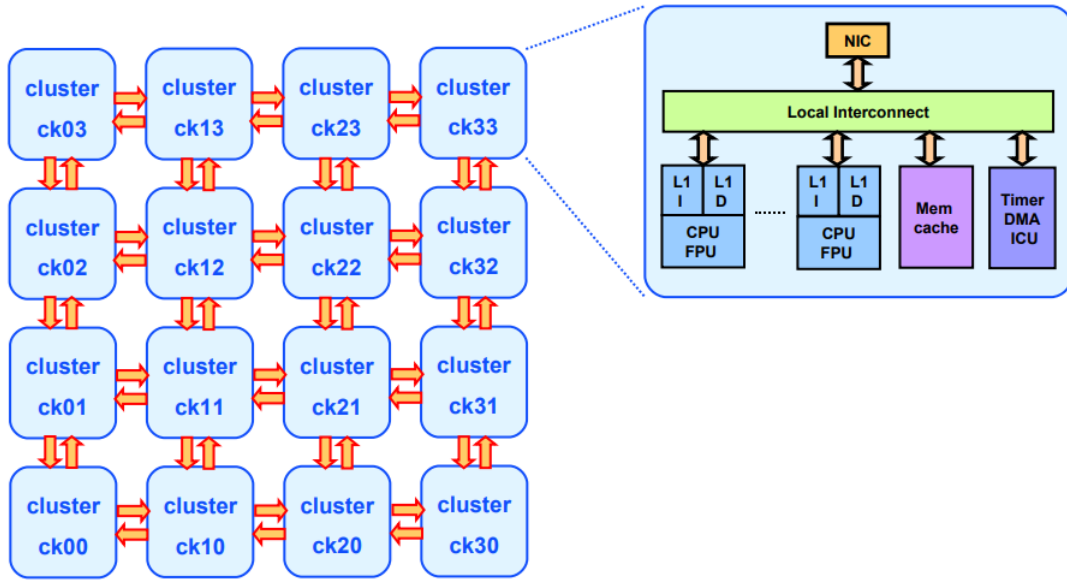 cluster
ck03
cluster
ck13
cluster
ck23
cluster
ck33
cluster
ck02
cluster
ck12
cluster
ck22
cluster
ck32
cluster
ck01
cluster
ck11
cluster
ck21
cluster
ck31
cluster
ck00
cluster
ck10
cluster
ck20
cluster
ck30
NIC
Local Interconnect
L1
I
L1
D
CPU
FPU
......
L1
I
L1
D
CPU
FPU
Mem
cache
Timer
DMA
ICU